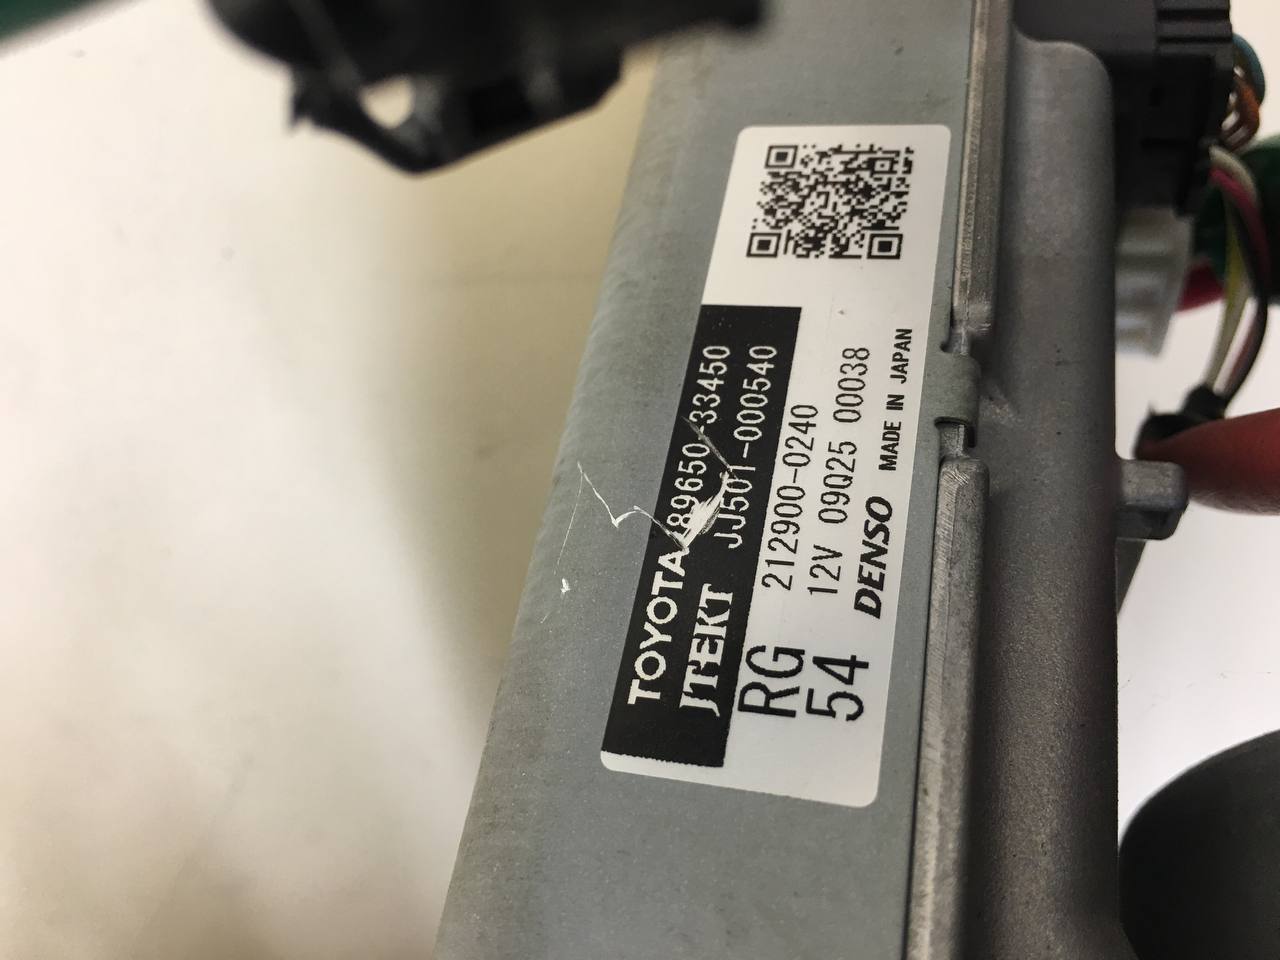 TOYOTA 89650-33450
JTEKT JJ501-000540
RG 212900-0240
54 12V 09Q25 00038
DENSO MADE IN JAPAN